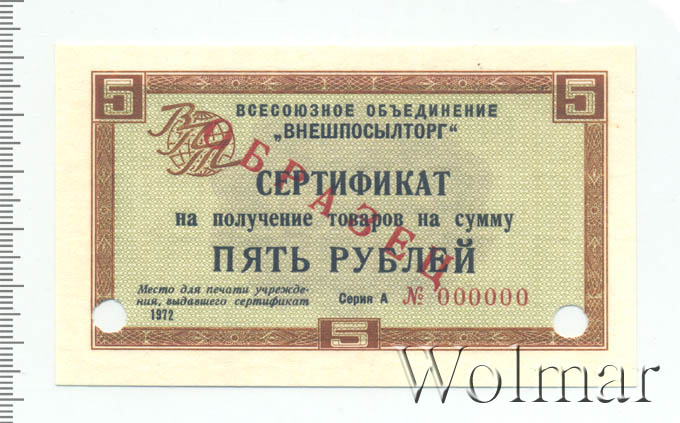 5 5
ВПТ
ВСЕСОЮЗНОЕ ОБЪЕДИНЕНИЕ
„ВНЕШПОСЫЛТОРГ“
ОБРАЗЕЦ
СЕРТИФИКАТ
на получение товаров на сумму
ПЯТЬ РУБЛЕЙ
Место для печати учрежде-
ния, выдавшего сертификат
1972
Серия А № 000000
5
Wolmar